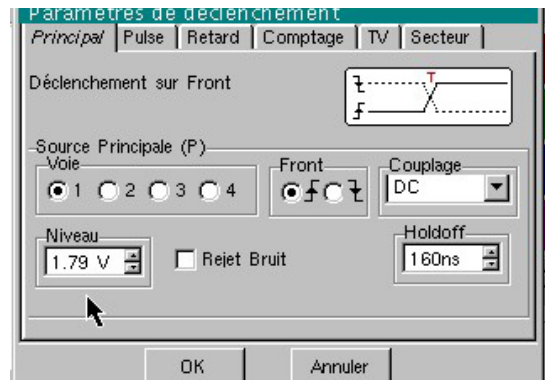 Paramètres de déclenchement
Principal Pulse Retard Comptage TV Secteur
Déclenchement sur Front
T
Source Principale (P)
Voie Front Couplage
1 2 3 4 DC
Niveau Holdoff
1.79 V Rejet Bruit 160ns
OK Annuler